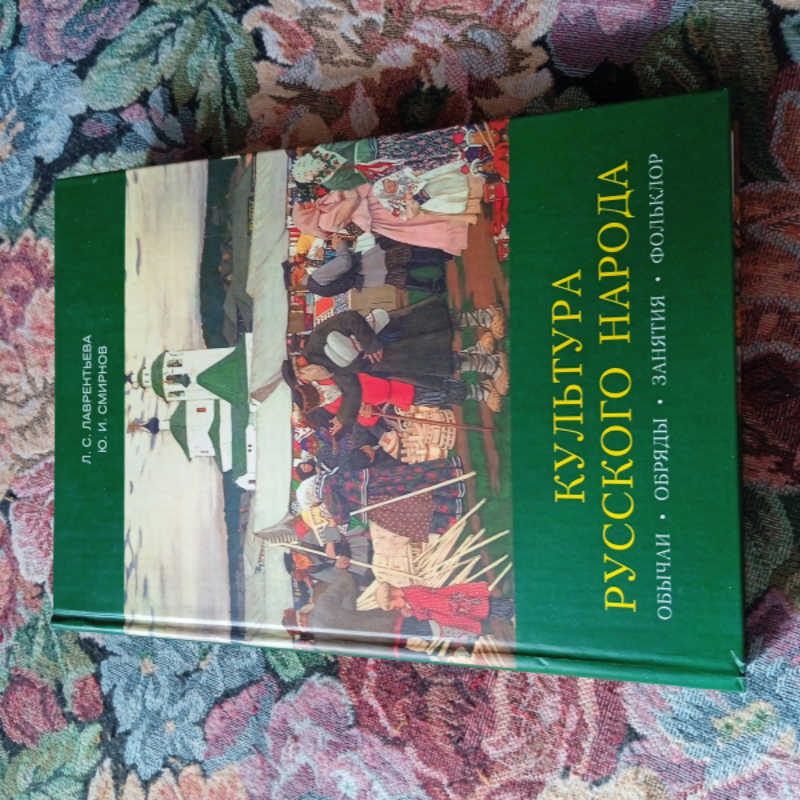 Л. С. ЛАВРЕНТЬЕВА
Ю. И. СМИРНОВ
КУЛЬТУРА
РУССКОГО НАРОДА
ОБЫЧАИ • ОБРЯДЫ • ЗАНЯТИЯ • ФОЛЬКЛОР